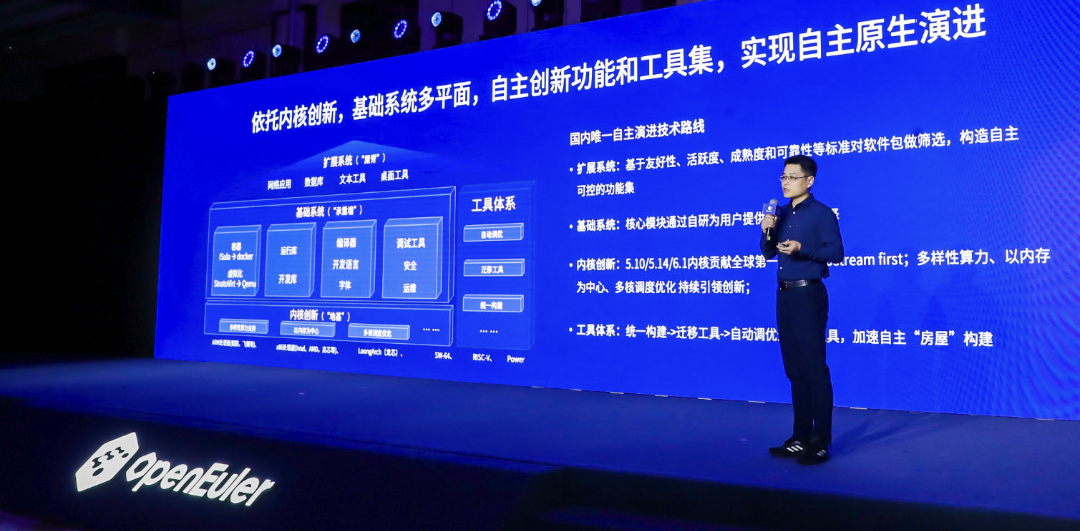 依托内核创新，基础系统多平面，自主创新功能和工具集，实现自主原生演进
扩展系统（“屋脊”）
网络应用 数据库 文本工具 桌面工具
基础系统（“承重墙”）
容器
iSula → docker
虚拟化
StratoVirt → Qemu
运行库
开发库
编译器
开发语言
字体
调试工具
安全
运维
内核创新（“地基”）
多样性算力支持 以内存为中心 多核调度优化 ……
x86处理器(Intel、AMD、兆芯等)、 LoongArch（龙芯）、 SW-64、 RISC-V、 Power
工具体系
自动调优
迁移工具
统一构建
……
国内唯一自主演进技术路线
• 扩展系统：基于友好性、活跃度、成熟度和可靠性等标准对软件包做筛选，构造自主
可控的功能集
• 基础系统：核心模块通过自研为用户提供
• 内核创新：5.10/5.14/6.1内核贡献全球第一 stream first；多样性算力、以内存
为中心、多核调度优化 持续引领创新；
• 工具体系：统一构建->迁移工具->自动调优 具，加速自主“房屋”构建
openEuler